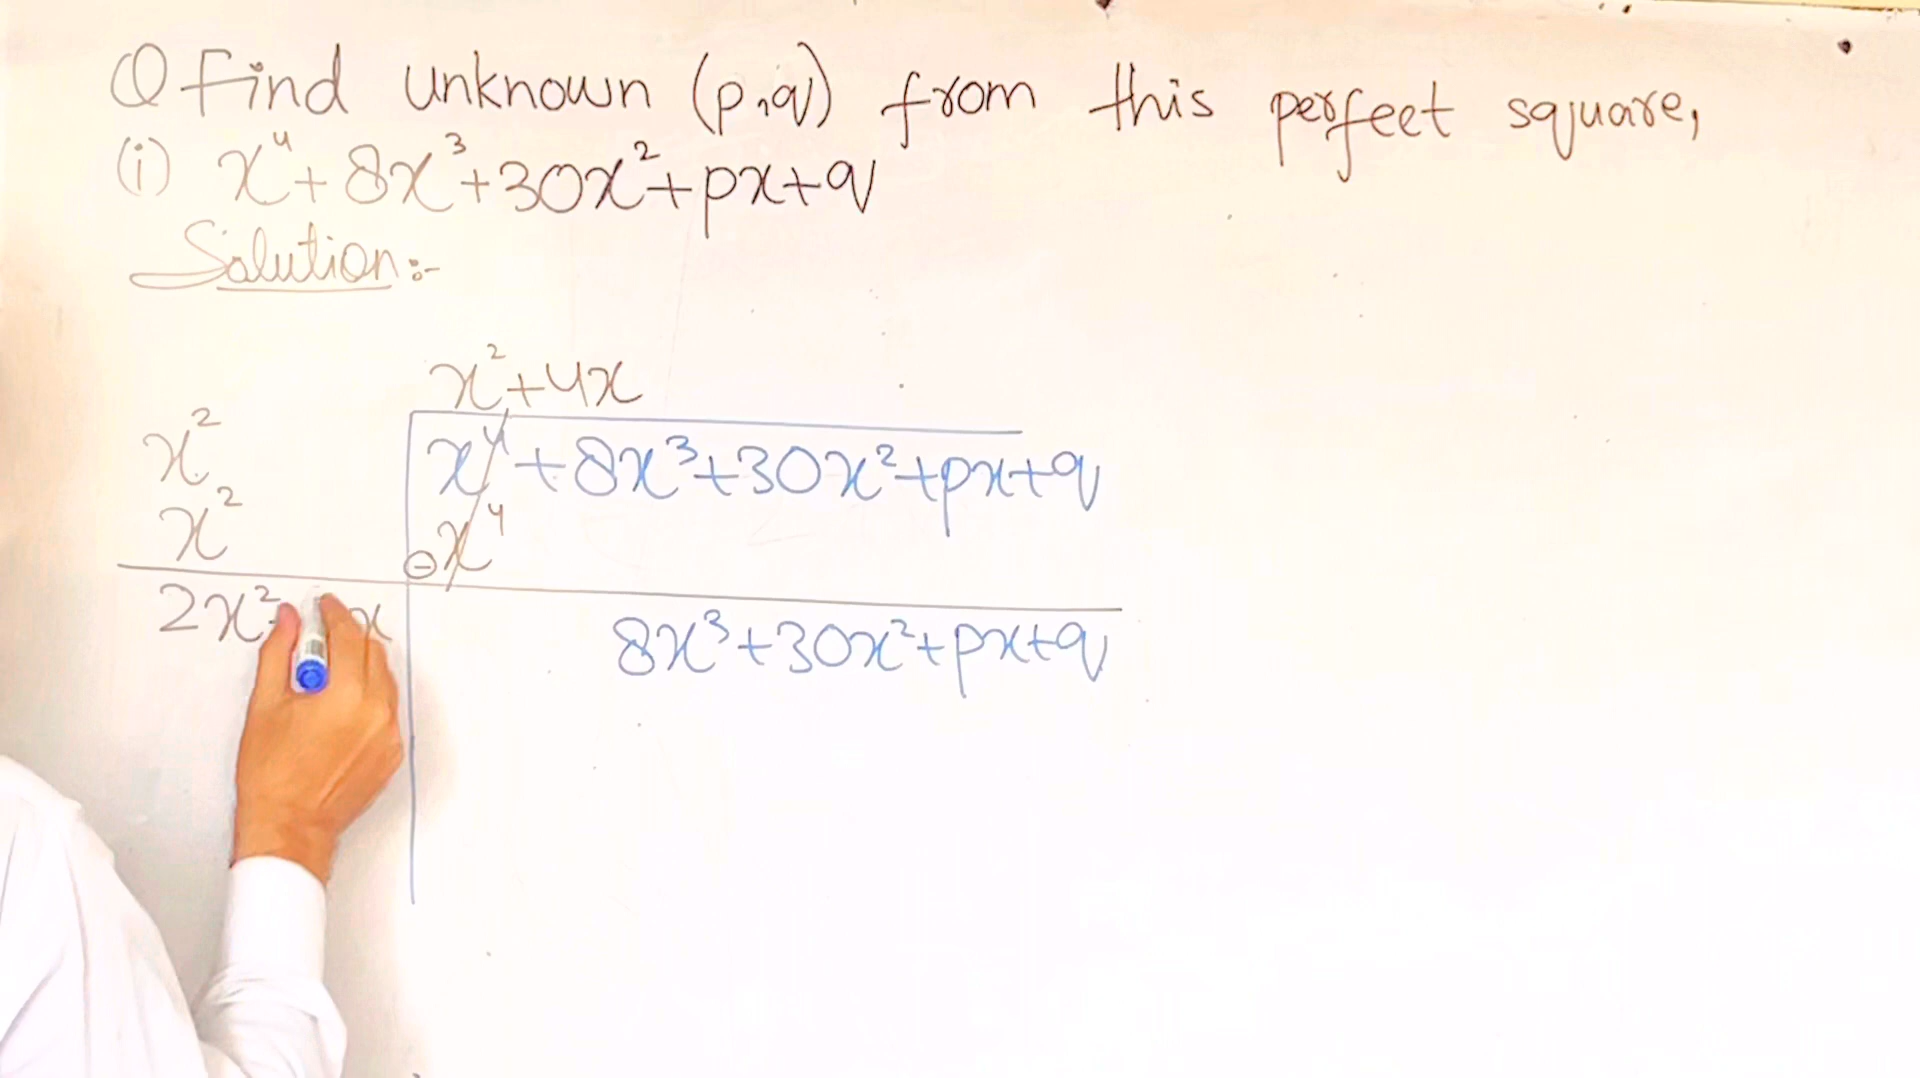 Q Find unknown (p,q) from this perfect square,
(i) x⁴+8x³+30x²+px+q
Solution:-
x²+4x
x²
x⁴+8x³+30x²+px+q
x²
⊖x⁴
2x²+ x
8x³+30x²+px+q